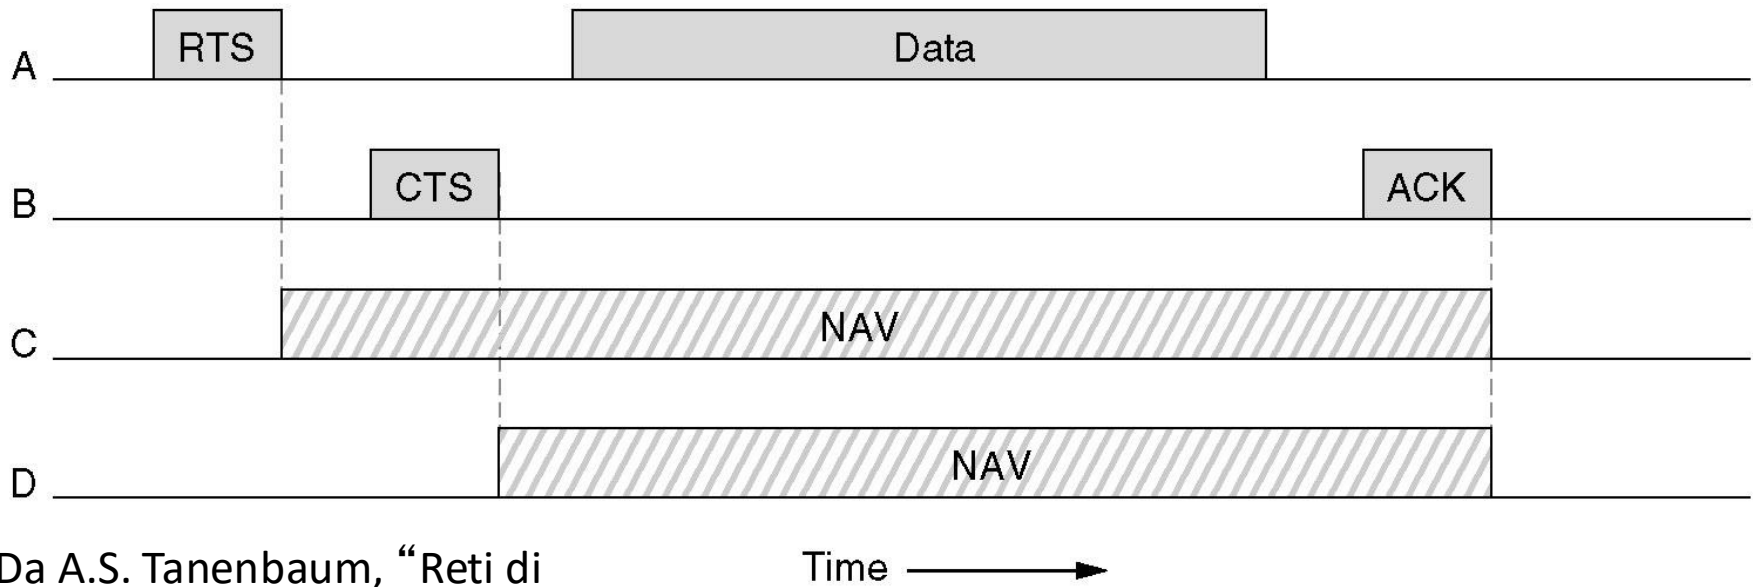 A RTS Data
B CTS ACK
C NAV
D NAV
Da A.S. Tanenbaum, “Reti di
Time